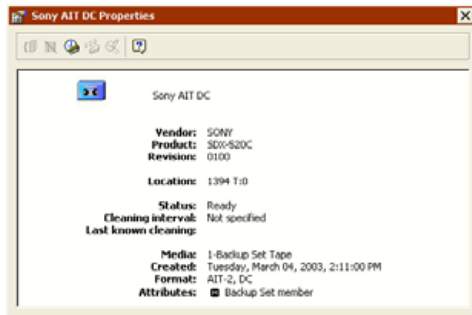 Sony AIT DC Properties
Sony AIT DC
Vendor: SONY
Product: SDX-520C
Revision: 0100
Location: 1394 T:0
Status: Ready
Cleaning interval: Not specified
Last known cleaning:
Media: 1-Backup Set Tape
Created: Tuesday, March 04, 2003, 2:11:00 PM
Format: AIT-2, DC
Attributes: Backup Set member